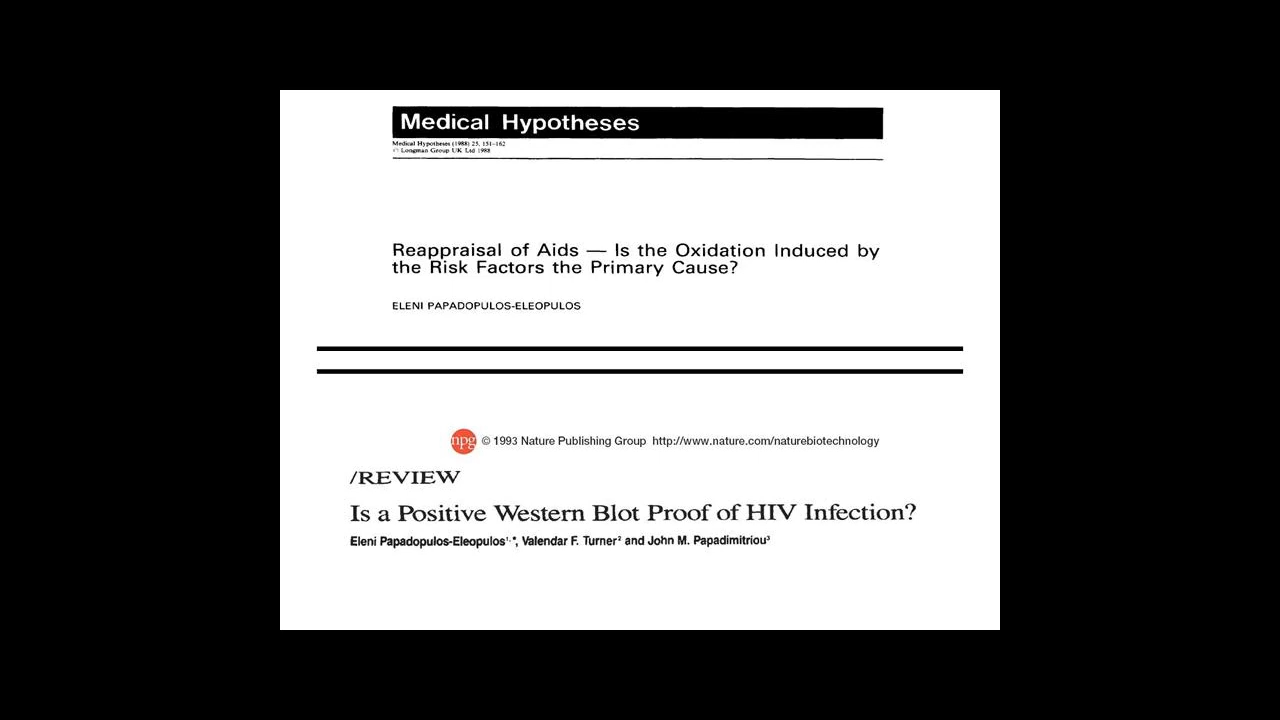 Medical Hypotheses
Medical Hypotheses (1988) 25, 151-162
© Longman Group UK Ltd 1988
Reappraisal of Aids — Is the Oxidation Induced by
the Risk Factors the Primary Cause?
ELENI PAPADOPULOS-ELEOPULOS
npg © 1993 Nature Publishing Group http://www.nature.com/naturebiotechnology
/REVIEW
Is a Positive Western Blot Proof of HIV Infection?
Eleni Papadopulos-Eleopulos¹˒*, Valendar F. Turner² and John M. Papadimitriou³